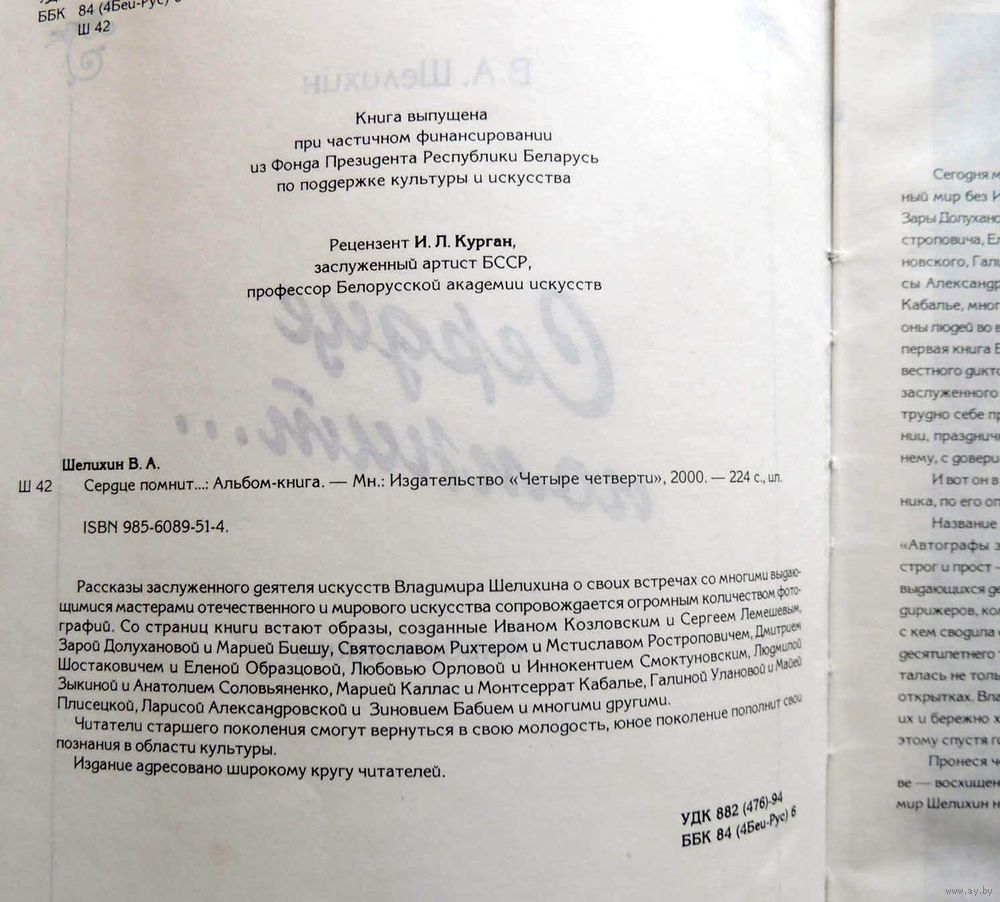 ББК 84 (4Беи-Рус) 6
Ш 42
В.А. Шелихин
Книга выпущена
при частичном финансировании
из Фонда Президента Республики Беларусь
по поддержке культуры и искусства
Рецензент И. Л. Курган,
заслуженный артист БССР,
профессор Белорусской академии искусств
Сердце
помнит...
Шелихин В. А.
Ш 42 Сердце помнит...: Альбом-книга. — Мн.: Издательство «Четыре четверти», 2000. — 224 с., ил.
ISBN 985-6089-51-4.
Рассказы заслуженного деятеля искусств Владимира Шелихина о своих встречах со многими выдаю-
щимися мастерами отечественного и мирового искусства сопровождается огромным количеством фото-
графий. Со страниц книги встают образы, созданные Иваном Козловским и Сергеем Лемешевым,
Зарой Долухановой и Марией Биешу, Святославом Рихтером и Мстиславом Ростроповичем, Дмитрием
Шостаковичем и Еленой Образцовой, Любовью Орловой и Иннокентием Смоктуновским, Людмилой
Зыкиной и Анатолием Соловьяненко, Марией Каллас и Монтсеррат Кабалье, Галиной Улановой и Майей
Плисецкой, Ларисой Александровской и Зиновием Бабием и многими другими.
Читатели старшего поколения смогут вернуться в свою молодость, юное поколение пополнит свои
познания в области культуры.
Издание адресовано широкому кругу читателей.
УДК 882 (476)-94
ББК 84 (4Беи-Рус) 6
Сегодня
ный мир без
Зары
строповича,
новского,
сы
Кабалье,
оны людей во
первая книга
вестного
заслуженного
трудно себе
нии,
нему, с
И вот он в
ника, по его
Название
«Автографы
строг и прост —
выдающихся
дирижеров,
с кем сводила
десятилетнего
талась не
открытках.
их и бережно
этому спустя
Пронеся
ве —
мир Шелихин
www.ay.by